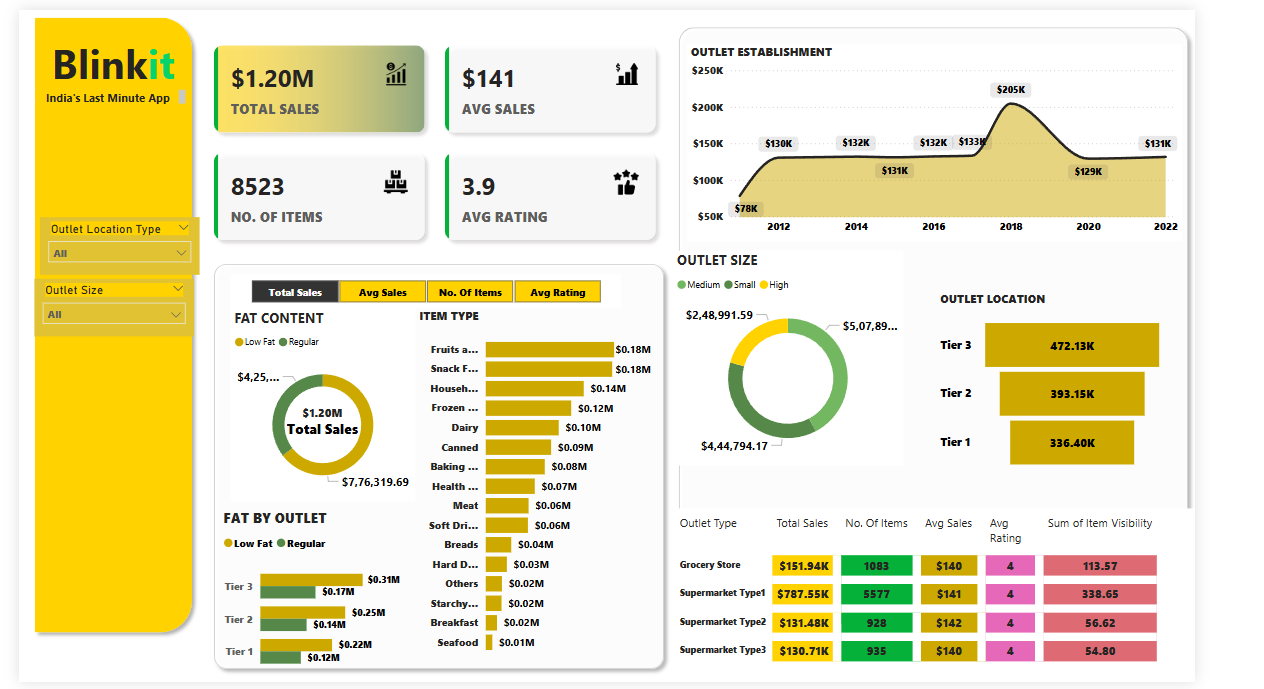 Blinkit
India's Last Minute App
Outlet Location Type
All
Outlet Size
All
$1.20M
TOTAL SALES
$141
AVG SALES
8523
NO. OF ITEMS
3.9
AVG RATING
Total Sales Avg Sales No. Of Items Avg Rating
FAT CONTENT
Low Fat Regular
$4,25,...
$1.20M
Total Sales
$7,76,319.69
ITEM TYPE
Fruits a... $0.18M
Snack F... $0.18M
Househ... $0.14M
Frozen ... $0.12M
Dairy $0.10M
Canned $0.09M
Baking ... $0.08M
Health ... $0.07M
Meat $0.06M
Soft Dri... $0.06M
Breads $0.04M
Hard D... $0.03M
Others $0.02M
Starchy... $0.02M
Breakfast $0.02M
Seafood $0.01M
FAT BY OUTLET
Low Fat Regular
Tier 3 $0.31M
$0.17M
Tier 2 $0.25M
$0.14M
Tier 1 $0.22M
$0.12M
OUTLET ESTABLISHMENT
$250K
$200K
$150K
$100K
$50K
$78K
$130K
$132K
$131K
$132K
$133K
$205K
$129K
$131K
2012 2014 2016 2018 2020 2022
OUTLET SIZE
Medium Small High
$2,48,991.59
$5,07,89...
$4,44,794.17
OUTLET LOCATION
Tier 3 472.13K
Tier 2 393.15K
Tier 1 336.40K
Outlet Type Total Sales No. Of Items Avg Sales Avg Rating Sum of Item Visibility
Grocery Store $151.94K 1083 $140 4 113.57
Supermarket Type1 $787.55K 5577 $141 4 338.65
Supermarket Type2 $131.48K 928 $142 4 56.62
Supermarket Type3 $130.71K 935 $140 4 54.80